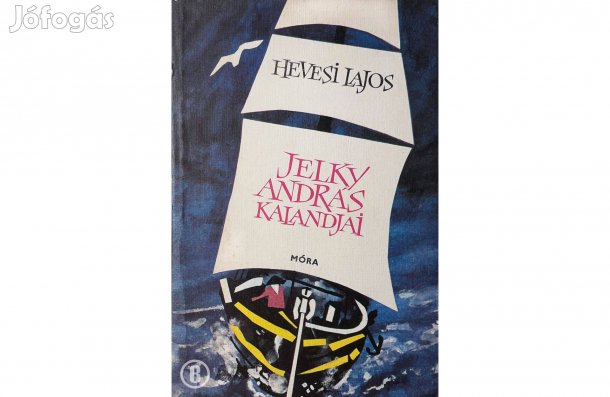 Jófogás
HEVESI LAJOS
JELKY
ANDRÁS
KALANDJAI
MÓRA